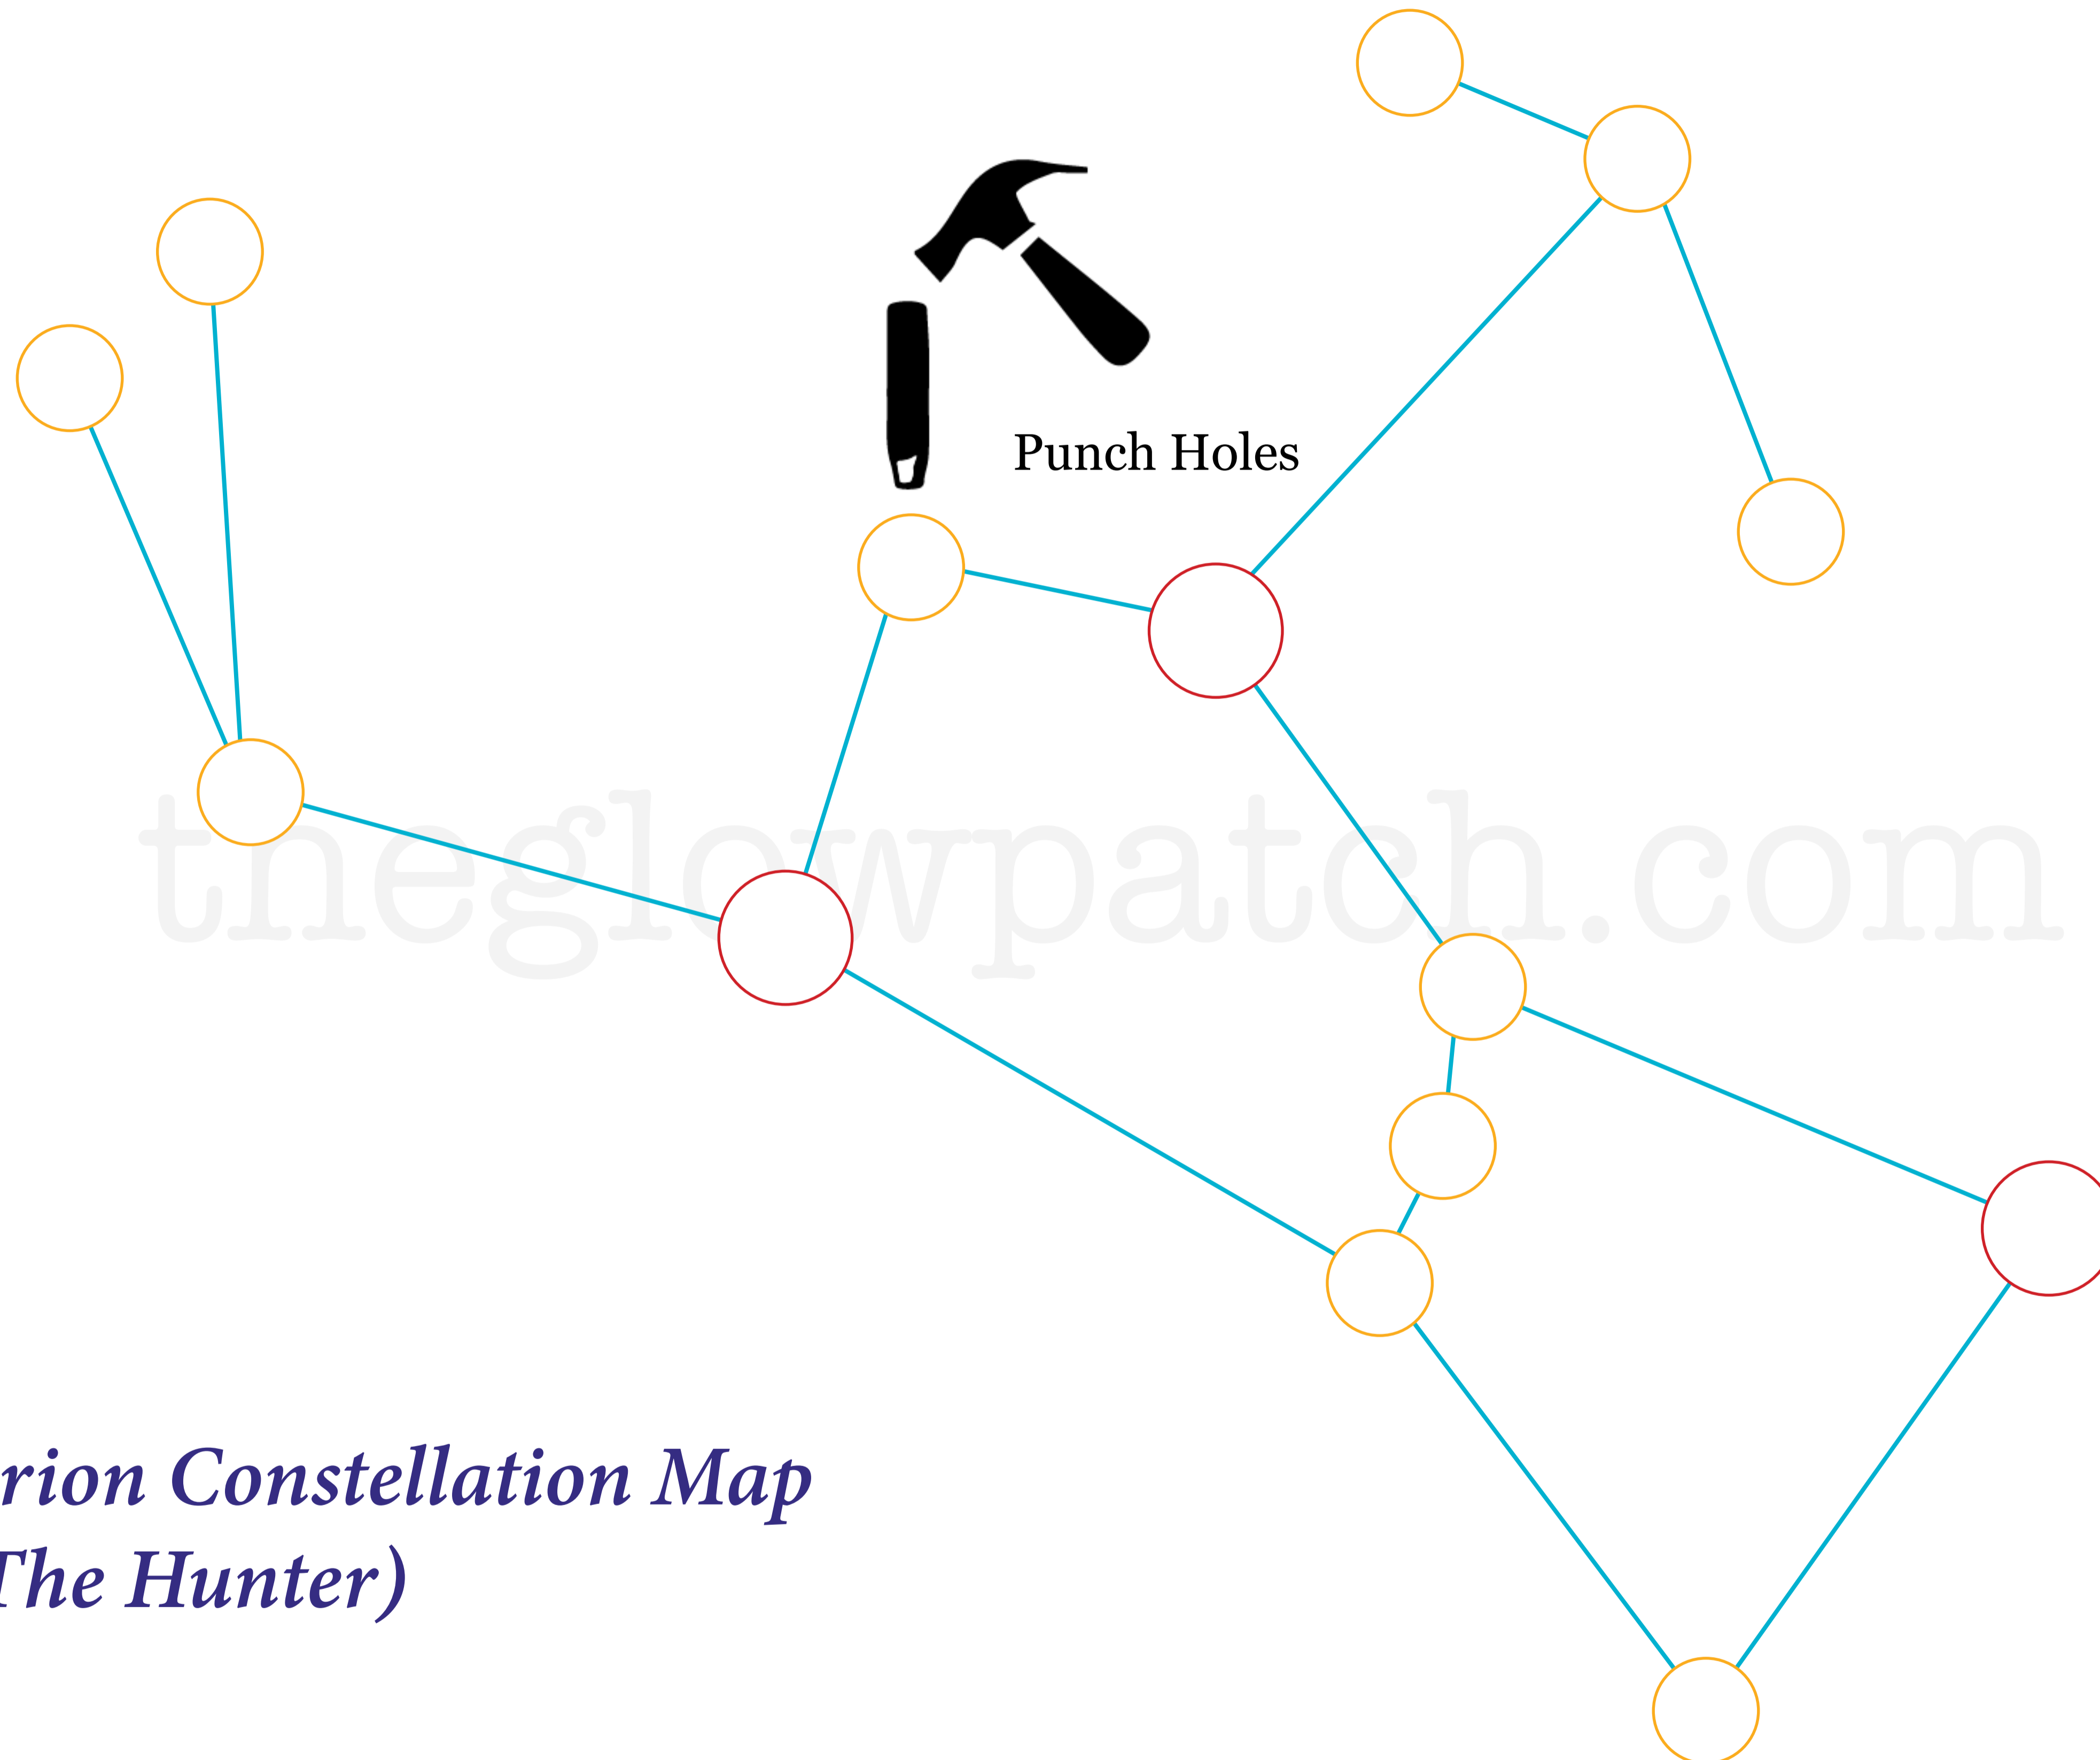 Punch Holes
theglowpatch.com
rion Constellation Map
The Hunter)